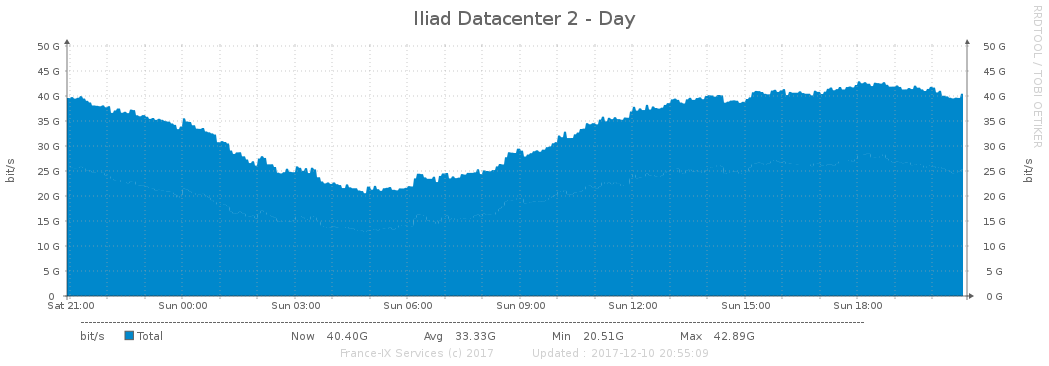 Iliad Datacenter 2 - Day
RRDTOOL / TOBI OETIKER
50 G 50 G
45 G 45 G
40 G 40 G
35 G 35 G
30 G 30 G
25 G 25 G
20 G 20 G
15 G 15 G
10 G 10 G
5 G 5 G
0 0 G
bit/s bit/s
Sat 21:00 Sun 00:00 Sun 03:00 Sun 06:00 Sun 09:00 Sun 12:00 Sun 15:00 Sun 18:00
bit/s Total Now 40.40G Avg 33.33G Min 20.51G Max 42.89G
France-IX Services (c) 2017 Updated : 2017-12-10 20:55:09